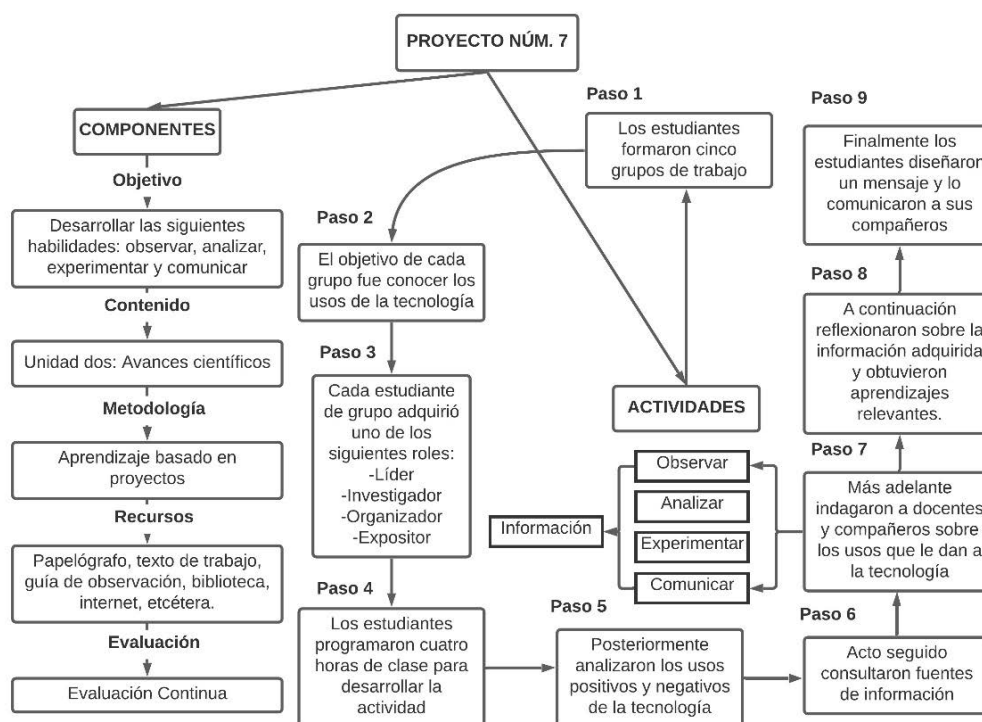 PROYECTO NÚM. 7
COMPONENTES
Objetivo
Desarrollar las siguientes
habilidades: observar, analizar,
experimentar y comunicar
Contenido
Unidad dos: Avances científicos
Metodología
Aprendizaje basado en
proyectos
Recursos
Papelógrafo, texto de trabajo,
guía de observación, biblioteca,
internet, etcétera.
Evaluación
Evaluación Continua
ACTIVIDADES
Paso 1
Los estudiantes
formaron cinco
grupos de trabajo
Paso 2
El objetivo de cada
grupo fue conocer los
usos de la tecnología
Paso 3
Cada estudiante
de grupo adquirió
uno de los
siguientes roles:
-Líder
-Investigador
-Organizador
-Expositor
Paso 4
Los estudiantes
programaron cuatro
horas de clase para
desarrollar la
actividad
Paso 5
Posteriormente
analizaron los usos
positivos y negativos
de la tecnología
Paso 6
Acto seguido
consultaron fuentes
de información
Paso 7
Más adelante
indagaron a docentes
y compañeros sobre
los usos que le dan a
la tecnología
Observar
Analizar
Experimentar
Comunicar
Información
Paso 8
A continuación
reflexionaron sobre la
información adquirida
y obtuvieron
aprendizajes
relevantes.
Paso 9
Finalmente los
estudiantes diseñaron
un mensaje y lo
comunicaron a sus
compañeros